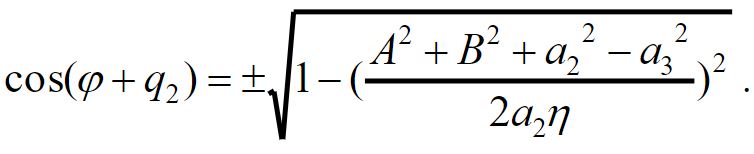 cos(φ + q₂) = ±√(1 − ((A² + B² + a₂² − a₃²) / (2a₂η))²) .